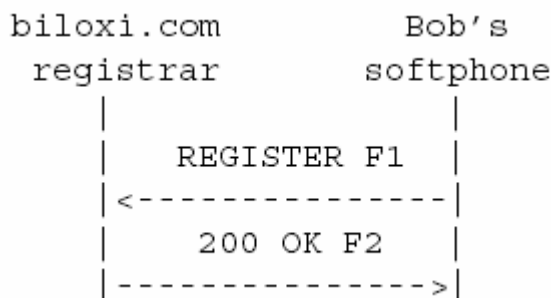 biloxi.com Bob's
registrar softphone
REGISTER F1
200 OK F2